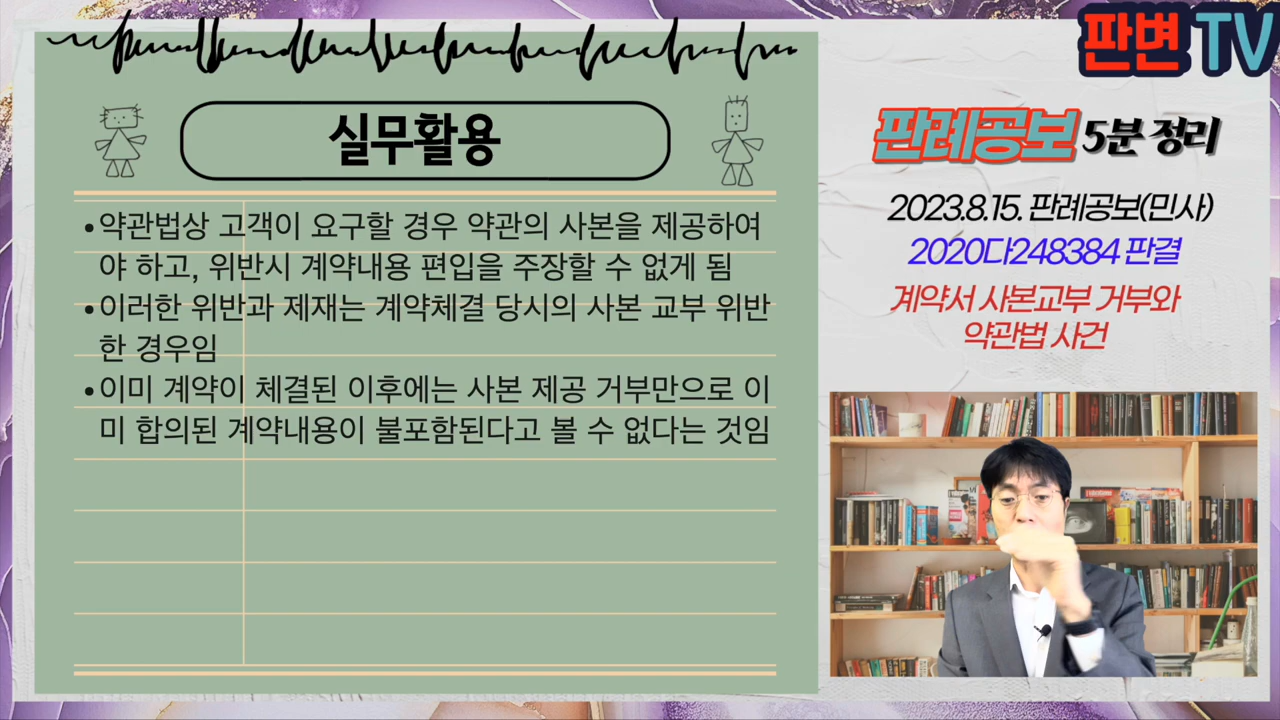 판변 TV
실무활용
•약관법상 고객이 요구할 경우 약관의 사본을 제공하여
야 하고, 위반시 계약내용 편입을 주장할 수 없게 됨
•이러한 위반과 제재는 계약체결 당시의 사본 교부 위반
한 경우임
•이미 계약이 체결된 이후에는 사본 제공 거부만으로 이
미 합의된 계약내용이 불포함된다고 볼 수 없다는 것임
판례공보 5분 정리
2023.8.15. 판례공보(민사)
2020다248384 판결
계약서 사본교부 거부와
약관법 사건